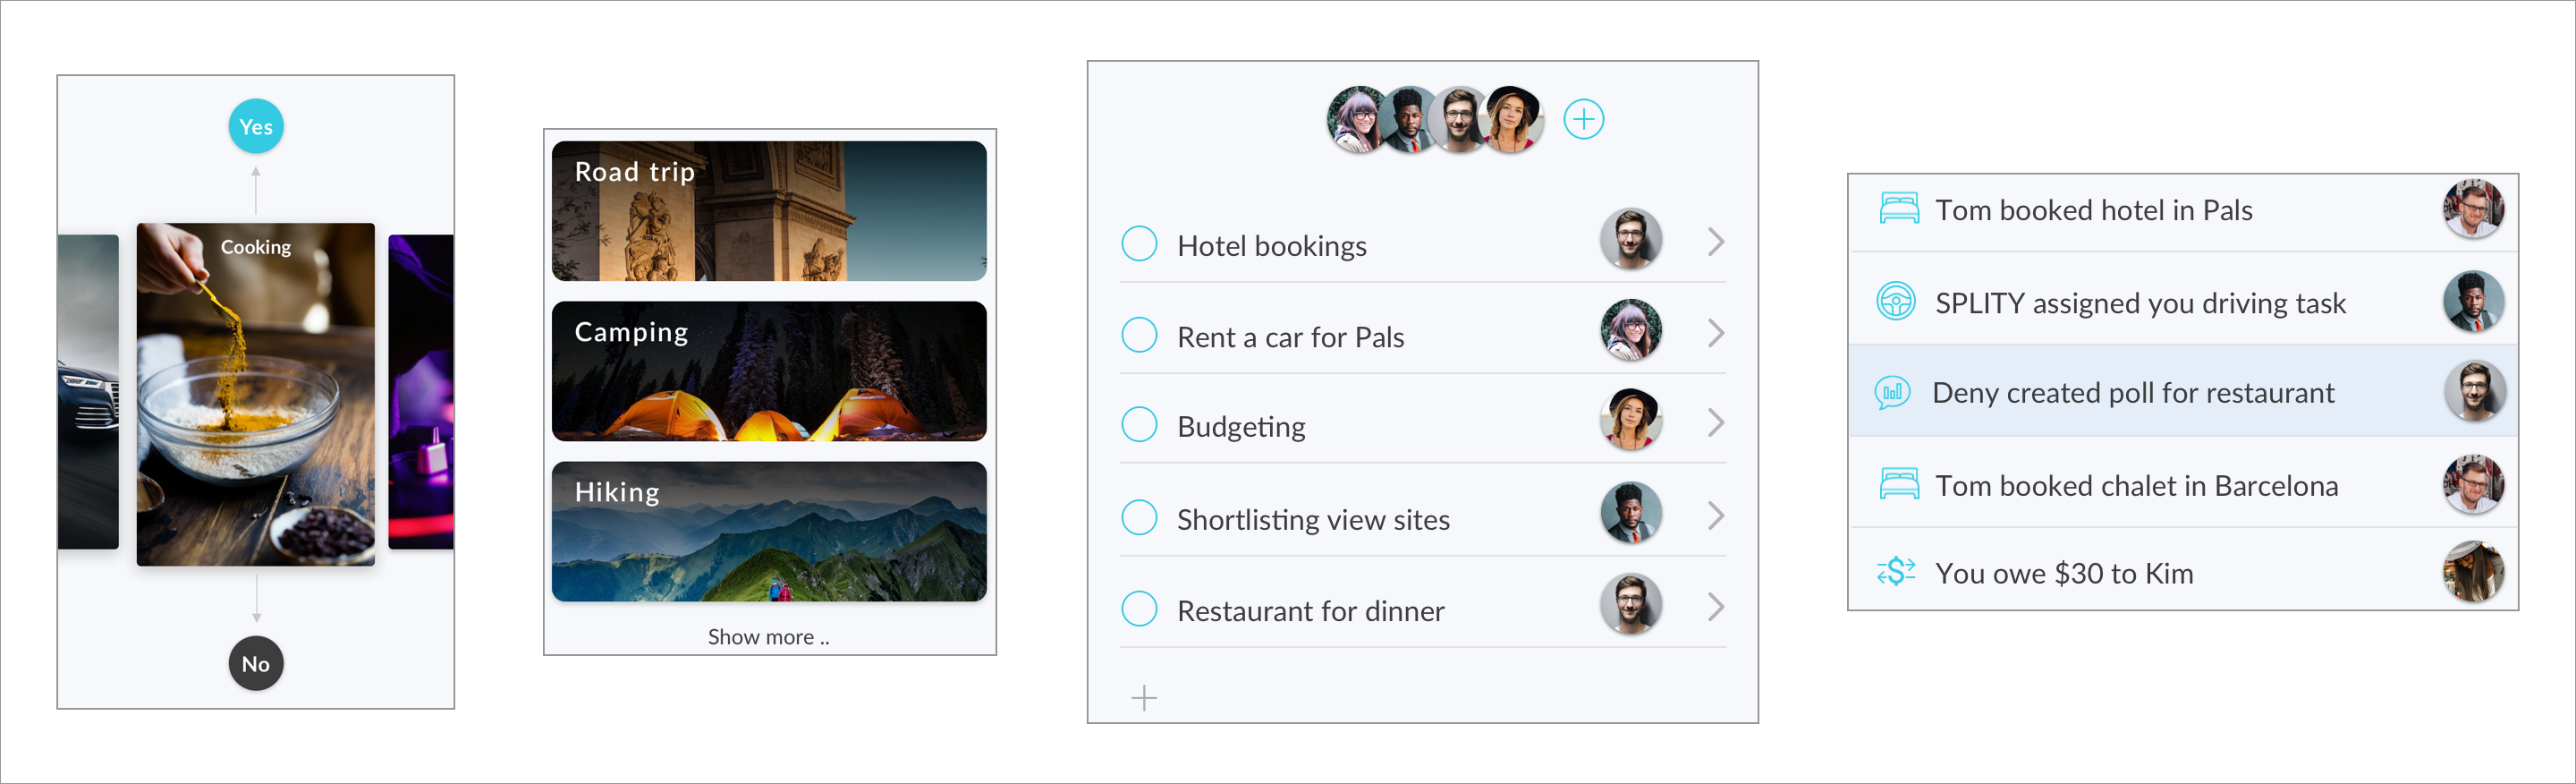 Yes
Cooking
No
Road trip
Camping
Hiking
Show more ..
Hotel bookings
Rent a car for Pals
Budgeting
Shortlisting view sites
Restaurant for dinner
Tom booked hotel in Pals
SPLITY assigned you driving task
Deny created poll for restaurant
Tom booked chalet in Barcelona
You owe $30 to Kim